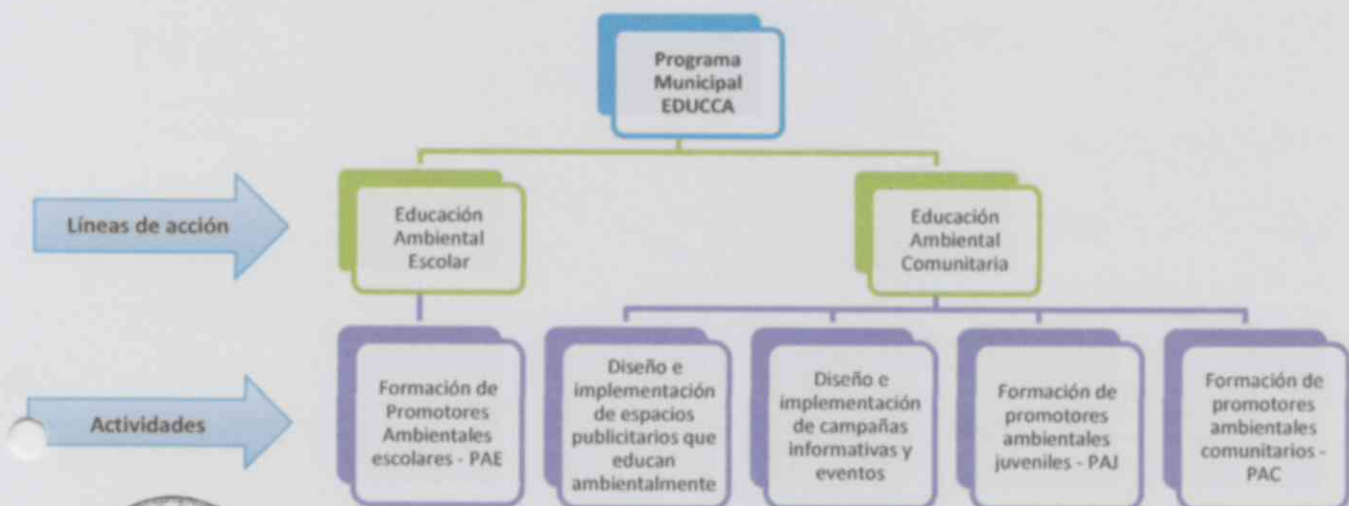 Programa
Municipal
EDUCCA
Líneas de acción
Educación
Ambiental
Escolar
Educación
Ambiental
Comunitaria
Actividades
Formación de
Promotores
Ambientales
escolares - PAE
Diseño e
implementación
de espacios
publicitarios que
educan
ambientalmente
Diseño e
implementación
de campañas
informativas y
eventos
Formación de
promotores
ambientales
juveniles - PAJ
Formación de
promotores
ambientales
comunitarios -
PAC